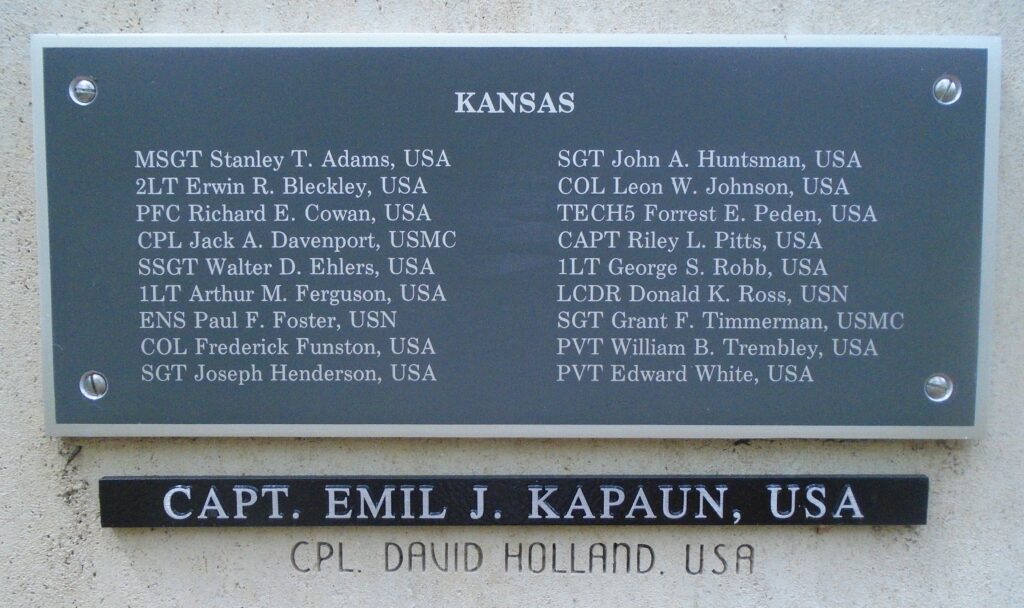 KANSAS
MSGT Stanley T. Adams, USA
2LT Erwin R. Bleckley, USA
PFC Richard E. Cowan, USA
CPL Jack A. Davenport, USMC
SSGT Walter D. Ehlers, USA
1LT Arthur M. Ferguson, USA
ENS Paul F. Foster, USN
COL Frederick Funston, USA
SGT Joseph Henderson, USA
SGT John A. Huntsman, USA
COL Leon W. Johnson, USA
TECH5 Forrest E. Peden, USA
CAPT Riley L. Pitts, USA
1LT George S. Robb, USA
LCDR Donald K. Ross, USN
SGT Grant F. Timmerman, USMC
PVT William B. Trembley, USA
PVT Edward White, USA
CAPT. EMIL J. KAPAUN, USA
CPL. DAVID HOLLAND. USA